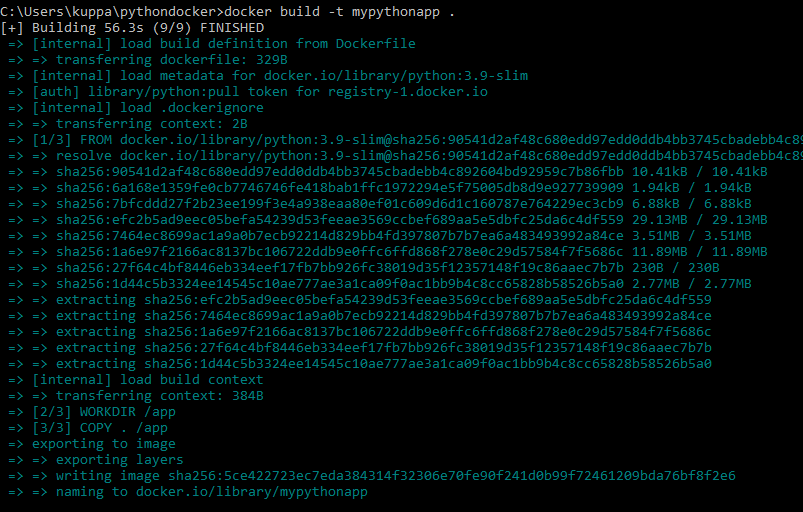 C:\Users\kuppa\pythondocker>docker build -t mypythonapp .
[+] Building 56.3s (9/9) FINISHED
=> [internal] load build definition from Dockerfile
=> => transferring dockerfile: 329B
=> [internal] load metadata for docker.io/library/python:3.9-slim
=> [auth] library/python:pull token for registry-1.docker.io
=> [internal] load .dockerignore
=> => transferring context: 2B
=> [1/3] FROM docker.io/library/python:3.9-slim@sha256:90541d2af48c680edd97edd0ddb4bb3745cbadebb4c89
=> => resolve docker.io/library/python:3.9-slim@sha256:90541d2af48c680edd97edd0ddb4bb3745cbadebb4c89
=> => sha256:90541d2af48c680edd97edd0ddb4bb3745cbadebb4c892604bd92959c7b86fbb 10.41kB / 10.41kB
=> => sha256:6a168e1359fe0cb7746746fe418bab1ffc1972294e5f75005db8d9e927739909 1.94kB / 1.94kB
=> => sha256:7bfcddd27f2b23ee199f3e4a938eaa80ef01c609d6d1c160787e764229ec3cb9 6.88kB / 6.88kB
=> => sha256:efc2b5ad9eec05befa54239d53feeae3569ccbef689aa5e5dbfc25da6c4df559 29.13MB / 29.13MB
=> => sha256:7464ec8699ac1a9a0b7ecb92214d829bb4fd397807b7b7ea6a483493992a84ce 3.51MB / 3.51MB
=> => sha256:1a6e97f2166ac8137bc106722ddb9e0ffc6ffd868f278e0c29d57584f7f5686c 11.89MB / 11.89MB
=> => sha256:27f64c4bf8446eb334eef17fb7bb926fc38019d35f12357148f19c86aaec7b7b 230B / 230B
=> => sha256:1d44c5b3324ee14545c10ae777ae3a1ca09f0ac1bb9b4c8cc65828b58526b5a0 2.77MB / 2.77MB
=> => extracting sha256:efc2b5ad9eec05befa54239d53feeae3569ccbef689aa5e5dbfc25da6c4df559
=> => extracting sha256:7464ec8699ac1a9a0b7ecb92214d829bb4fd397807b7b7ea6a483493992a84ce
=> => extracting sha256:1a6e97f2166ac8137bc106722ddb9e0ffc6ffd868f278e0c29d57584f7f5686c
=> => extracting sha256:27f64c4bf8446eb334eef17fb7bb926fc38019d35f12357148f19c86aaec7b7b
=> => extracting sha256:1d44c5b3324ee14545c10ae777ae3a1ca09f0ac1bb9b4c8cc65828b58526b5a0
=> [internal] load build context
=> => transferring context: 384B
=> [2/3] WORKDIR /app
=> [3/3] COPY . /app
=> exporting to image
=> => exporting layers
=> => writing image sha256:5ce422723ec7eda384314f32306e70fe90f241d0b99f72461209bda76bf8f2e6
=> => naming to docker.io/library/mypythonapp